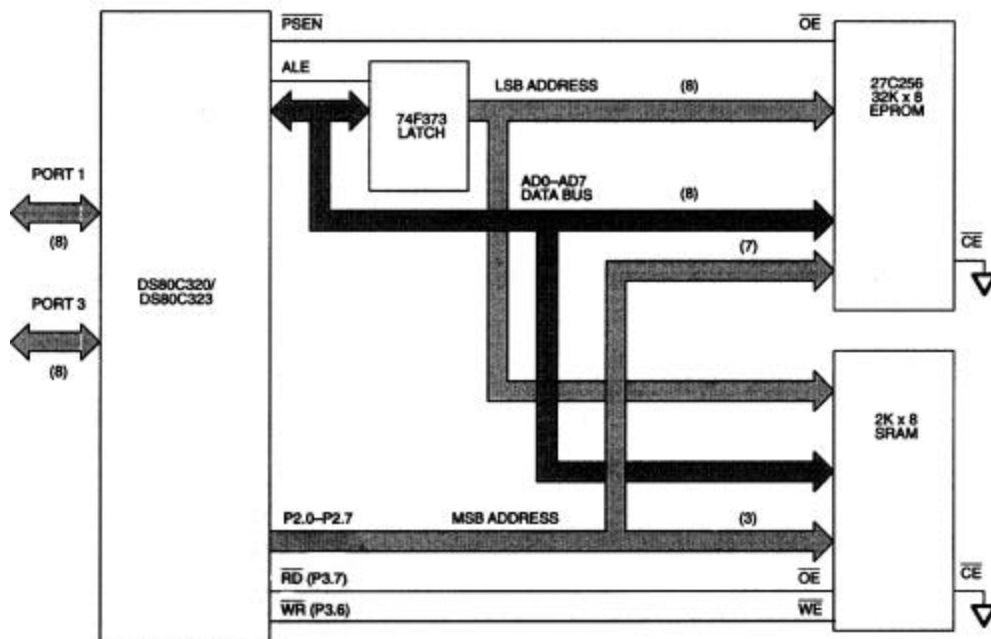 PSEN
OE
ALE
74F373
LATCH
LSB ADDRESS
(8)
27C256
32K x 8
EPROM
PORT 1
(8)
AD0–AD7
DATA BUS
(8)
(7)
CE
DS80C320/
DS80C323
PORT 3
(8)
2K x 8
SRAM
P2.0–P2.7
MSB ADDRESS
(3)
RD (P3.7)
OE
CE
WR (P3.6)
WE